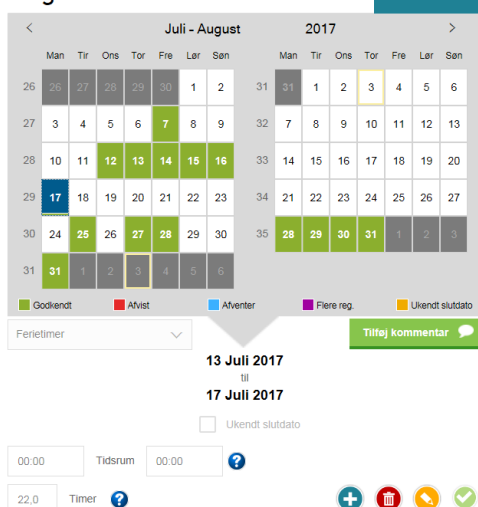 < Juli - August 2017 >
Man Tir Ons Tor Fre Lør Søn Man Tir Ons Tor Fre Lør Søn
26 26 27 28 29 30 1 2 31 31 1 2 3 4 5 6
27 3 4 5 6 7 8 9 32 7 8 9 10 11 12 13
28 10 11 12 13 14 15 16 33 14 15 16 17 18 19 20
29 17 18 19 20 21 22 23 34 21 22 23 24 25 26 27
30 24 25 26 27 28 29 30 35 28 29 30 31 1 2 3
31 31 1 2 3 4 5 6
Godkendt Afvist Afventer Flere reg. Ukendt slutdato
Ferietimer Tilføj kommentar
13 Juli 2017
til
17 Juli 2017
Ukendt slutdato
00:00 Tidsrum 00:00 ?
22,0 Timer ?